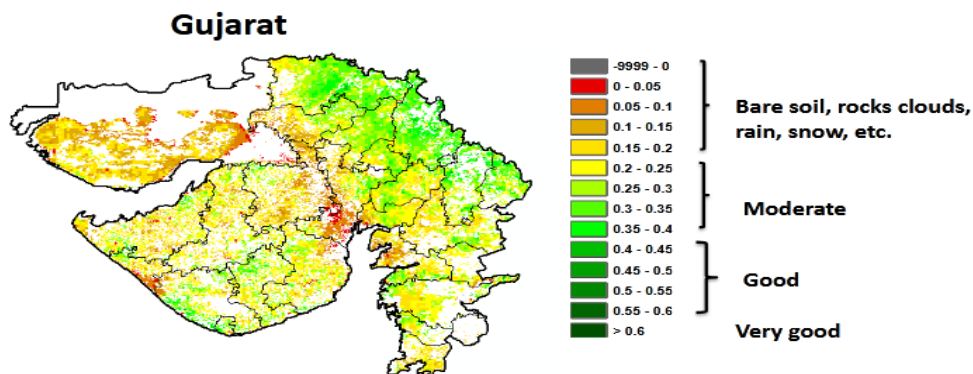 Gujarat
-9999 - 0
0 - 0.05
0.05 - 0.1
0.1 - 0.15
0.15 - 0.2
0.2 - 0.25
0.25 - 0.3
0.3 - 0.35
0.35 - 0.4
0.4 - 0.45
0.45 - 0.5
0.5 - 0.55
0.55 - 0.6
> 0.6
Bare soil, rocks clouds,
rain, snow, etc.
Moderate
Good
Very good